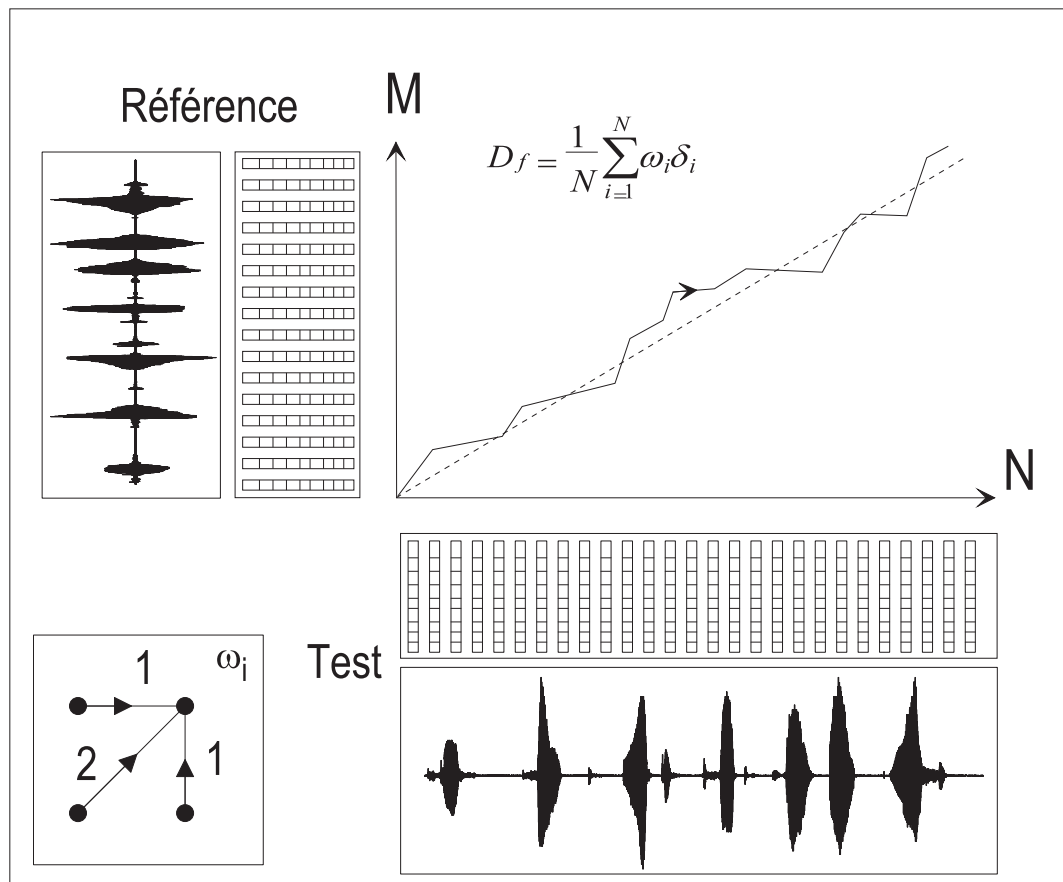 Référence
M
D_f = \frac{1}{N} \sum_{i=1}^{N} \omega_i \delta_i
N
Test
ω_i
1
2
1